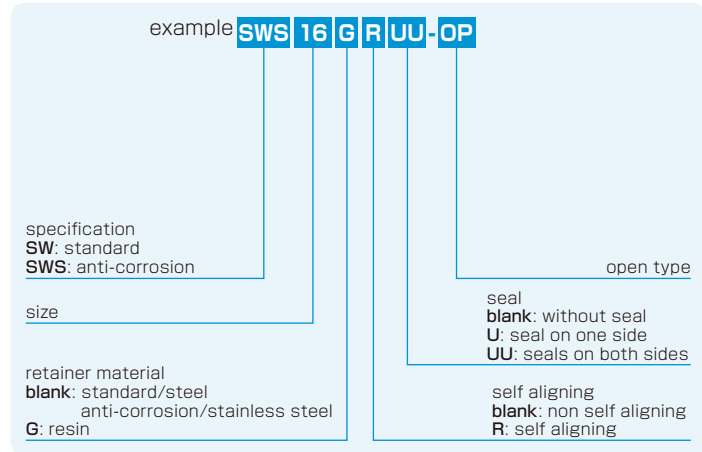 example SWS 16 G R UU - OP
specification
SW: standard
SWS: anti-corrosion
size
retainer material
blank: standard/steel
anti-corrosion/stainless steel
G: resin
open type
seal
blank: without seal
U: seal on one side
UU: seals on both sides
self aligning
blank: non self aligning
R: self aligning